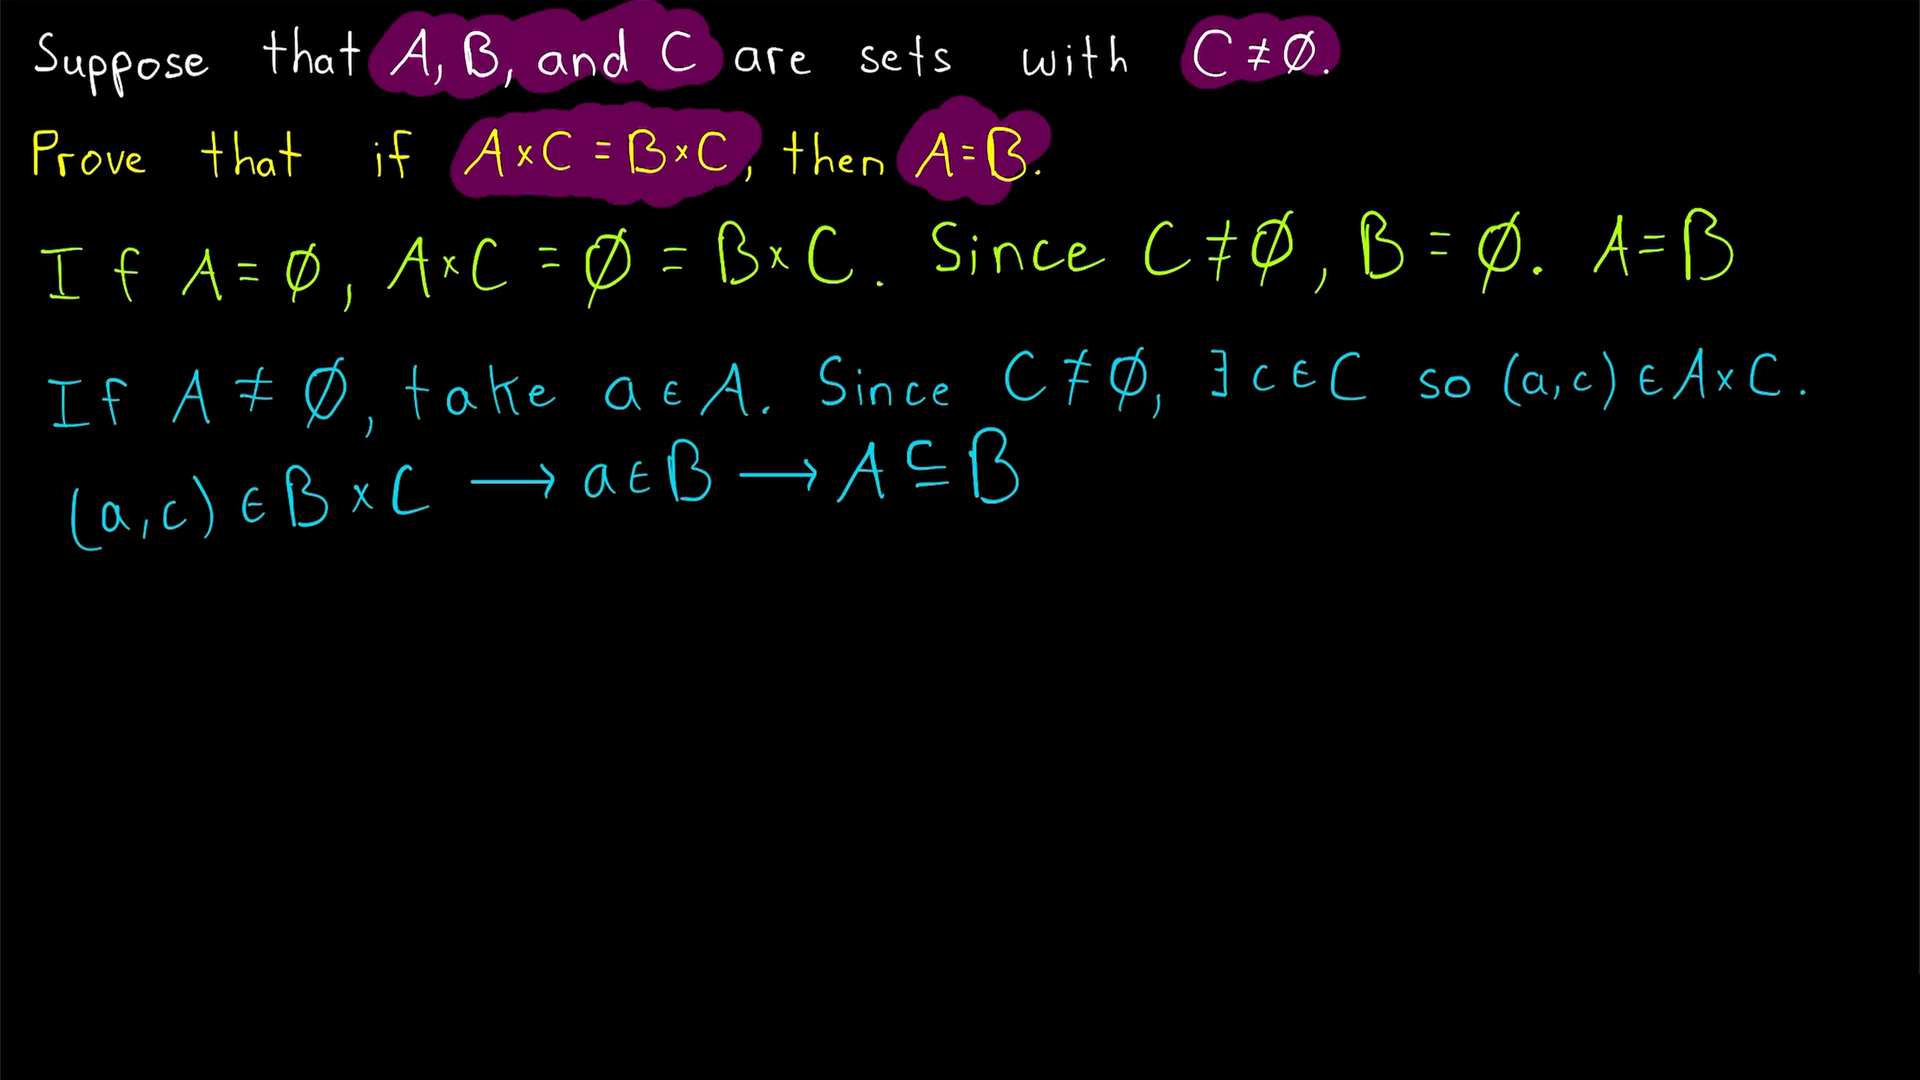 Suppose that A, B, and C are sets with C ≠ Ø.
Prove that if A×C = B×C, then A=B.
If A = Ø, A×C = Ø = B×C. Since C ≠ Ø, B = Ø. A=B
If A ≠ Ø, take a ∈ A. Since C ≠ Ø, ∃ c ∈ C so (a,c) ∈ A×C.
(a,c) ∈ B×C ⟶ a ∈ B ⟶ A ⊆ B